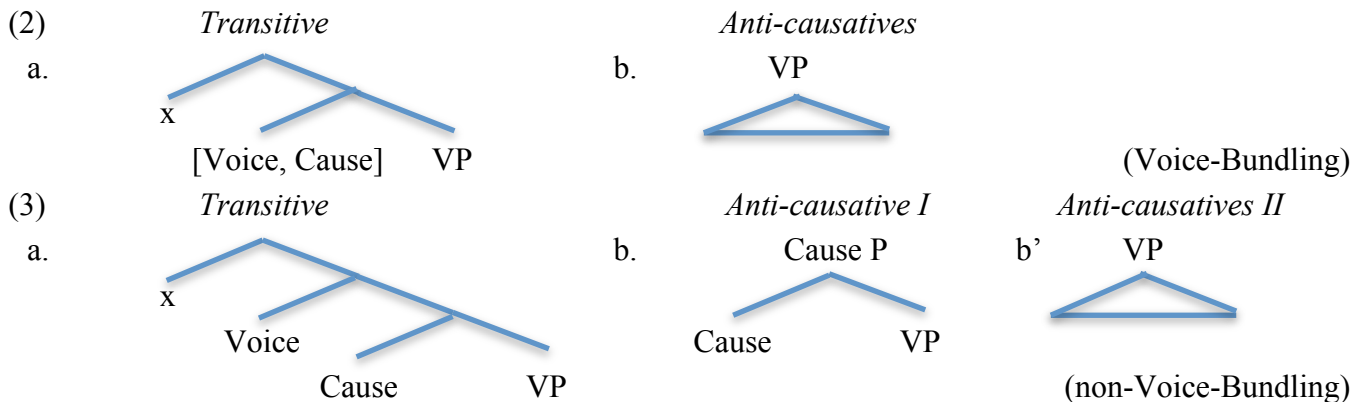 (2) Transitive Anti-causatives
a. b. VP
x
[Voice, Cause] VP (Voice-Bundling)
(3) Transitive Anti-causative I Anti-causatives II
a. b. Cause P b’ VP
x
Voice Cause VP
Cause VP (non-Voice-Bundling)